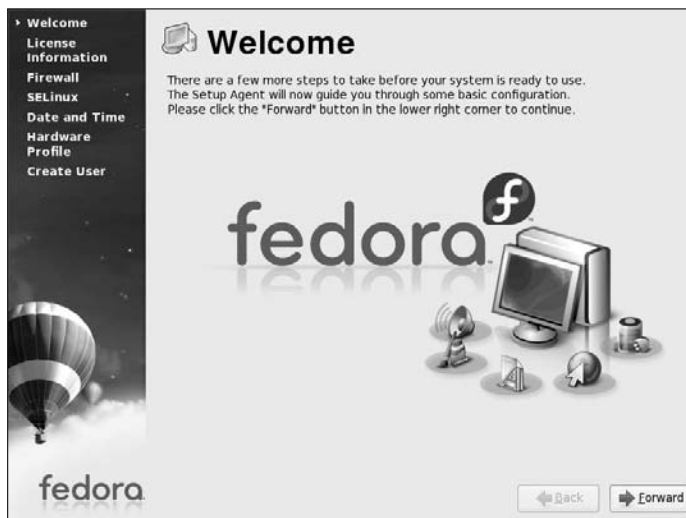 Welcome
License
Information
Firewall
SELinux
Date and Time
Hardware
Profile
Create User
Welcome
There are a few more steps to take before your system is ready to use.
The Setup Agent will now guide you through some basic configuration.
Please click the "Forward" button in the lower right corner to continue.
fedora
fedora
Back
Forward